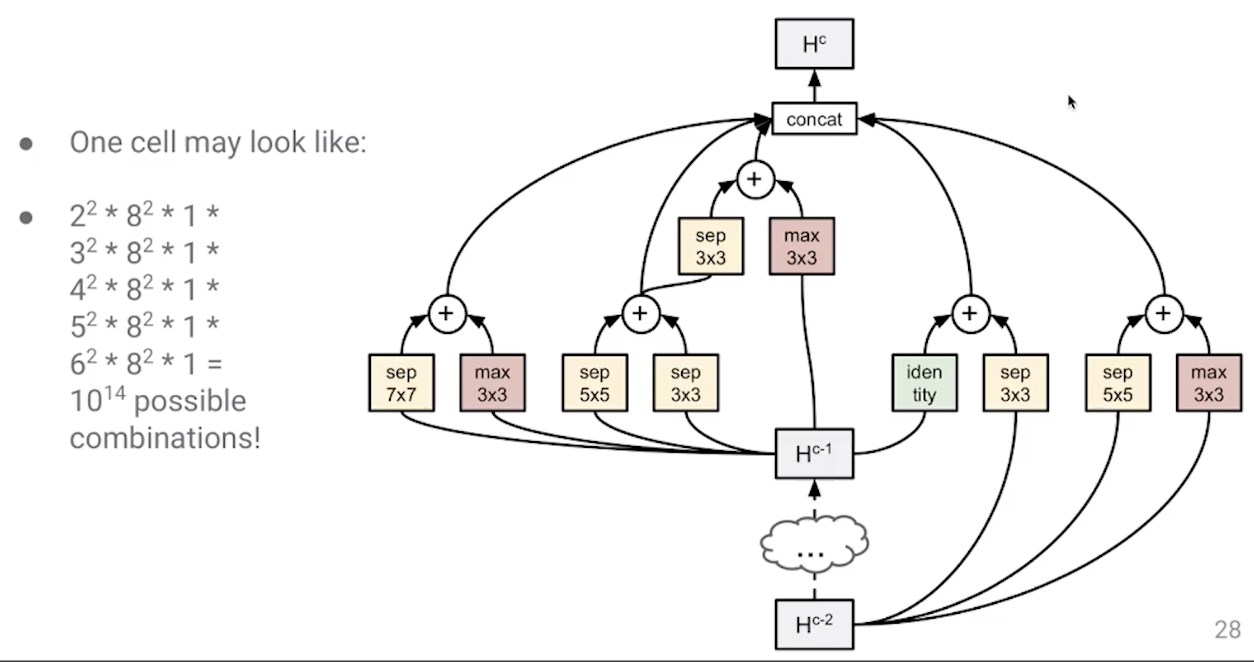 ● One cell may look like:
● 2² * 8² * 1 *
3² * 8² * 1 *
4² * 8² * 1 *
5² * 8² * 1 *
6² * 8² * 1 =
10¹⁴ possible
combinations!
Hᶜ
concat
+
sep
3x3
max
3x3
+
+
+
+
sep
7x7
max
3x3
sep
5x5
sep
3x3
iden
tity
sep
3x3
sep
5x5
max
3x3
Hᶜ⁻¹
...
Hᶜ⁻²
28